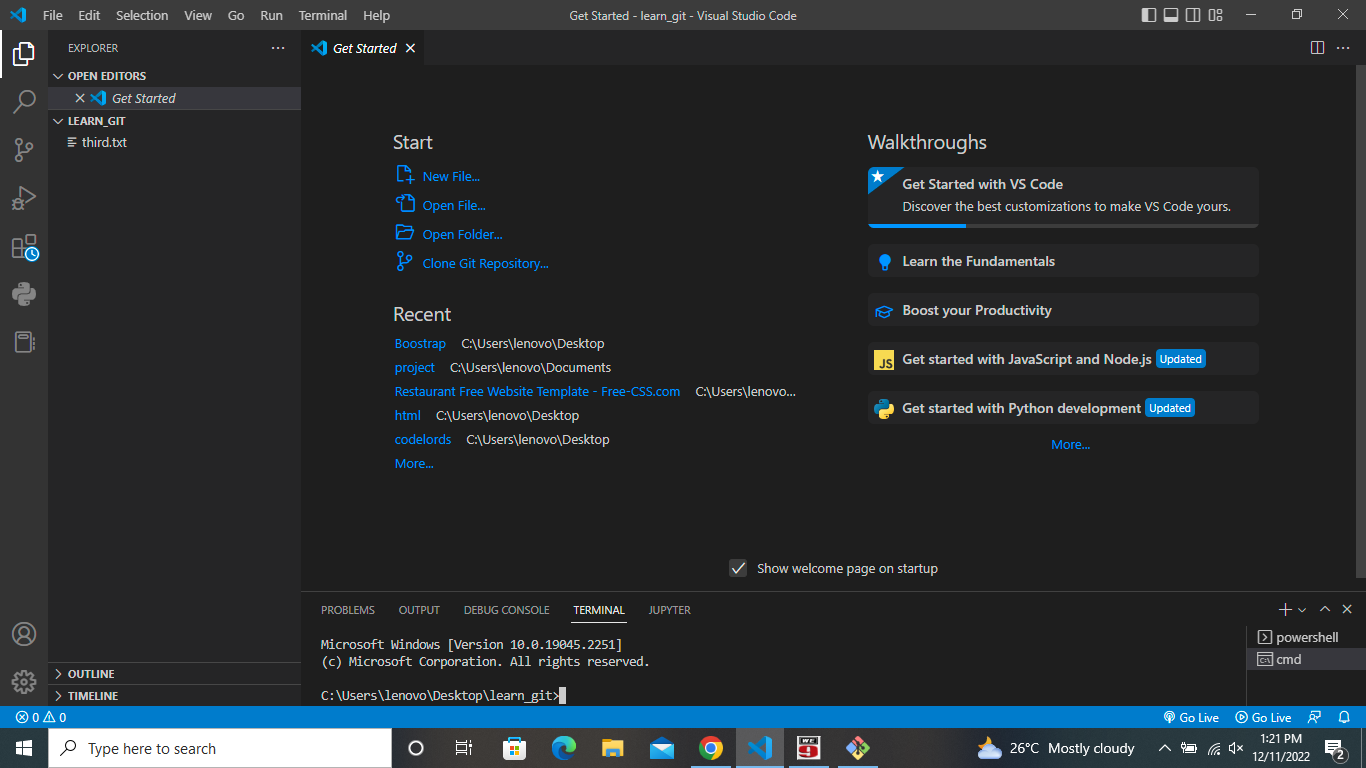 File Edit Selection View Go Run Terminal Help
Get Started - learn_git - Visual Studio Code
EXPLORER
OPEN EDITORS
Get Started
LEARN_GIT
third.txt
OUTLINE
TIMELINE
Get Started
Start
New File...
Open File...
Open Folder...
Clone Git Repository...
Recent
Boostrap C:\Users\lenovo\Desktop
project C:\Users\lenovo\Documents
Restaurant Free Website Template - Free-CSS.com C:\Users\lenovo...
html C:\Users\lenovo\Desktop
codelords C:\Users\lenovo\Desktop
More...
Walkthroughs
Get Started with VS Code
Discover the best customizations to make VS Code yours.
Learn the Fundamentals
Boost your Productivity
JS Get started with JavaScript and Node.js Updated
Get started with Python development Updated
More...
Show welcome page on startup
PROBLEMS OUTPUT DEBUG CONSOLE TERMINAL JUPYTER
Microsoft Windows [Version 10.0.19045.2251]
(c) Microsoft Corporation. All rights reserved.
C:\Users\lenovo\Desktop\learn_git>
powershell
cmd
0 0
Go Live Go Live
Type here to search
WE
9
26°C Mostly cloudy
1:21 PM
12/11/2022
2